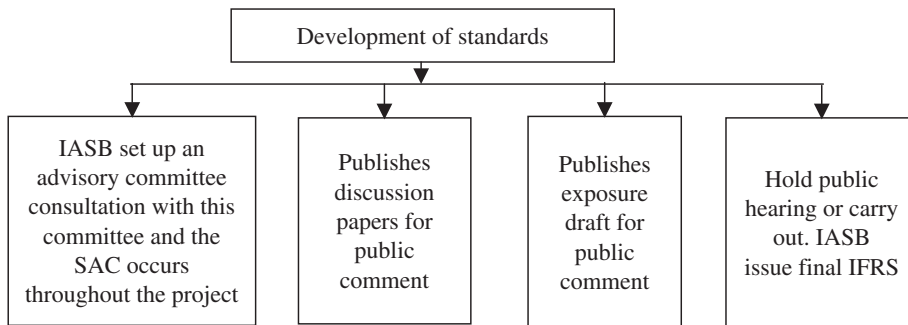 Development of standards
IASB set up an
advisory committee
consultation with this
committee and the
SAC occurs
throughout the project
Publishes
discussion
papers for
public
comment
Publishes
exposure
draft for
public
comment
Hold public
hearing or carry
out. IASB
issue final IFRS